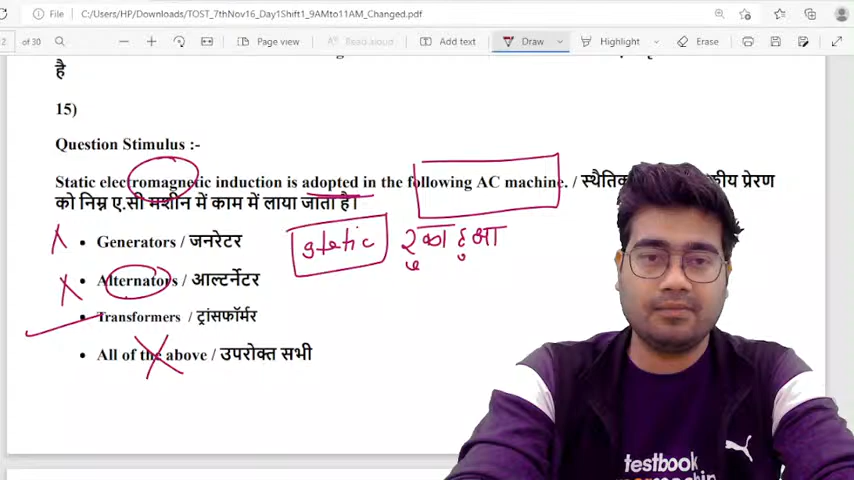 File | C:/Users/HP/Downloads/TOST_7thNov16_Day1Shift1_9AMto11AM_Changed.pdf
of 30 Page view Read aloud Add text Draw Highlight Erase
है
15)
Question Stimulus :-
Static electromagnetic induction is adopted in the following AC machine. / स्थैतिक प्रेरण
को निम्न ए.सी मशीन में काम में लाया जाता है।
• Generators / जनरेटर
static रुका हुआ
• Alternators / आल्टर्नेटर
• Transformers / ट्रांसफॉर्मर
• All of the above / उपरोक्त सभी
testbook